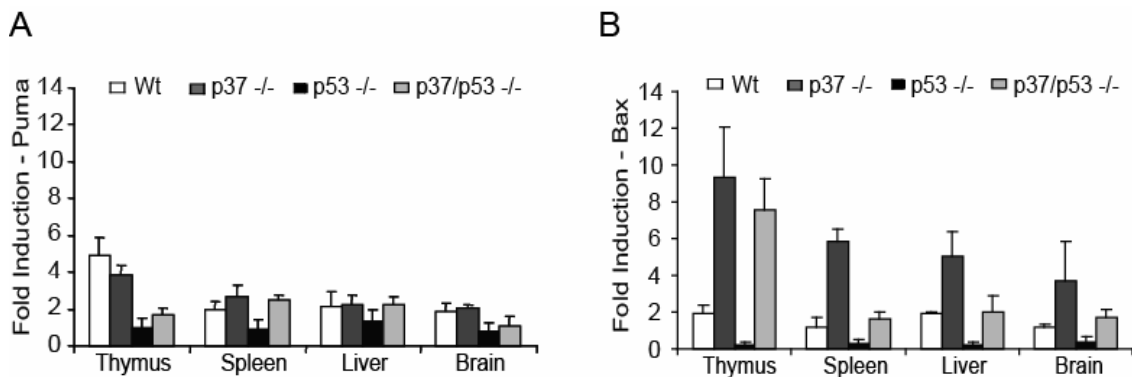 A
Fold Induction - Puma
14
12
10
8
6
4
2
0
Wt
p37 -/-
p53 -/-
p37/p53 -/-
Thymus
Spleen
Liver
Brain
B
Fold Induction - Bax
14
12
10
8
6
4
2
0
Wt
p37 -/-
p53 -/-
p37/p53 -/-
Thymus
Spleen
Liver
Brain